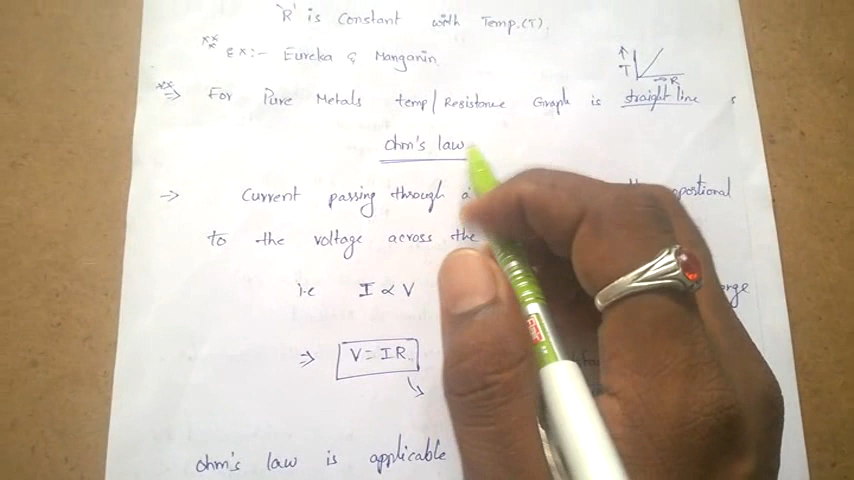 'R' is Constant with Temp.(T).
** * Ex:- Eureka & Manganin
T R
** ⇒ For Pure Metals temp/Resistance Graph is straight line
Ohm's law
→ Current passing through
to the voltage across the
i.e I ∝ V
⇒ V = IR
ohm's law is applicable